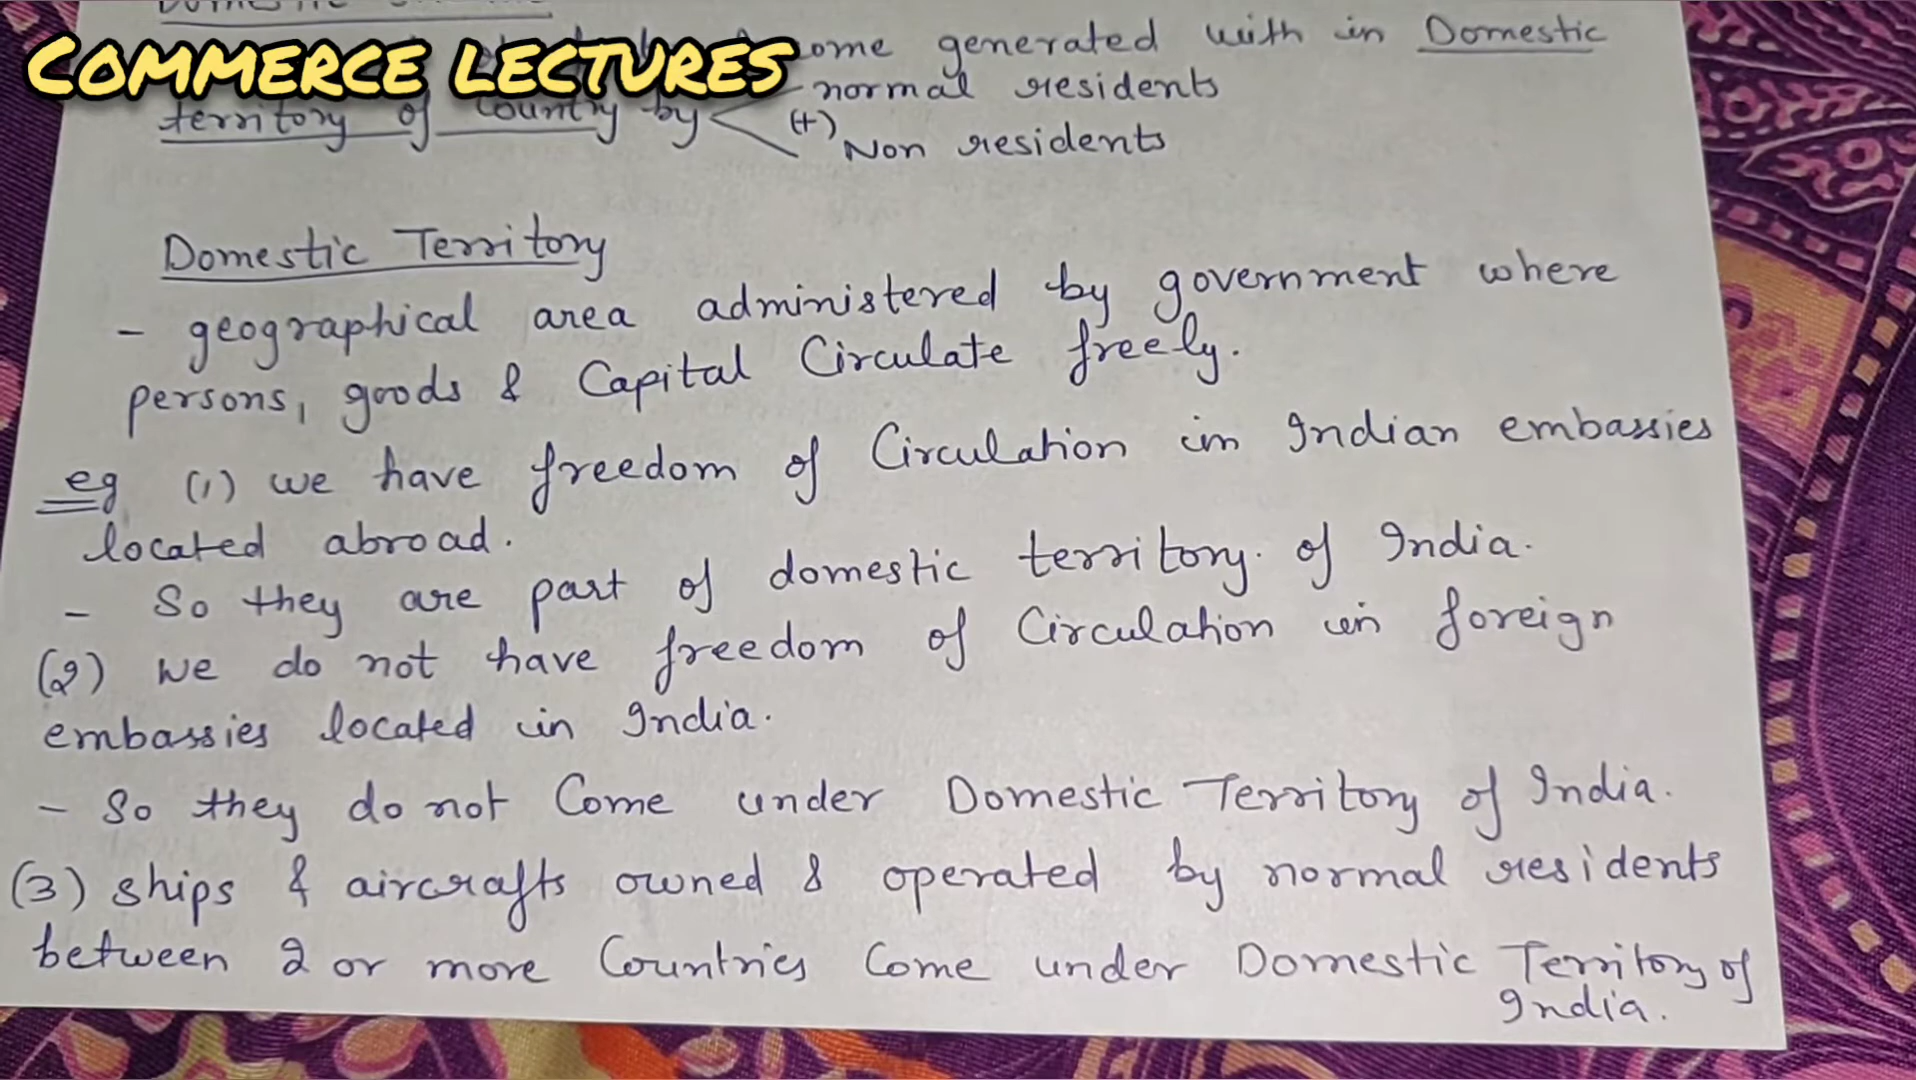 COMMERCE LECTURES
ome generated with in Domestic
normal residents
territory of country by (+)
Non residents
Domestic Territory
- geographical area administered by government where
persons, goods & Capital Circulate freely.
eg (1) we have freedom of Circulation in Indian embassies
located abroad.
- So they are part of domestic territory. of India.
(2) we do not have freedom of Circulation in foreign
embassies located in India.
- So they do not Come under Domestic Territory of India.
(3) ships & aircrafts owned & operated by normal residents
between 2 or more Countries Come under Domestic Territory of
India.